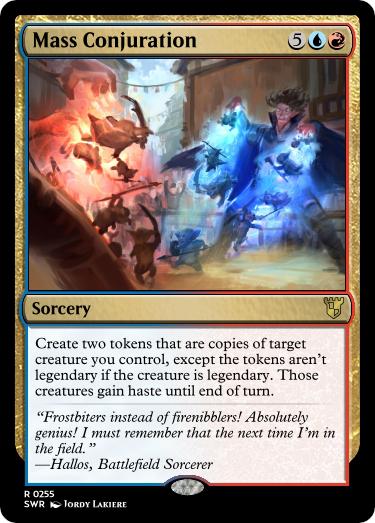 Mass Conjuration 5
Sorcery
Create two tokens that are copies of target
creature you control, except the tokens aren't
legendary if the creature is legendary. Those
creatures gain haste until end of turn.
“Frostbiters instead of firenibblers! Absolutely
genius! I must remember that the next time I'm in
the field.”
—Hallos, Battlefield Sorcerer
R 0255
SWR Jordy Lakiere